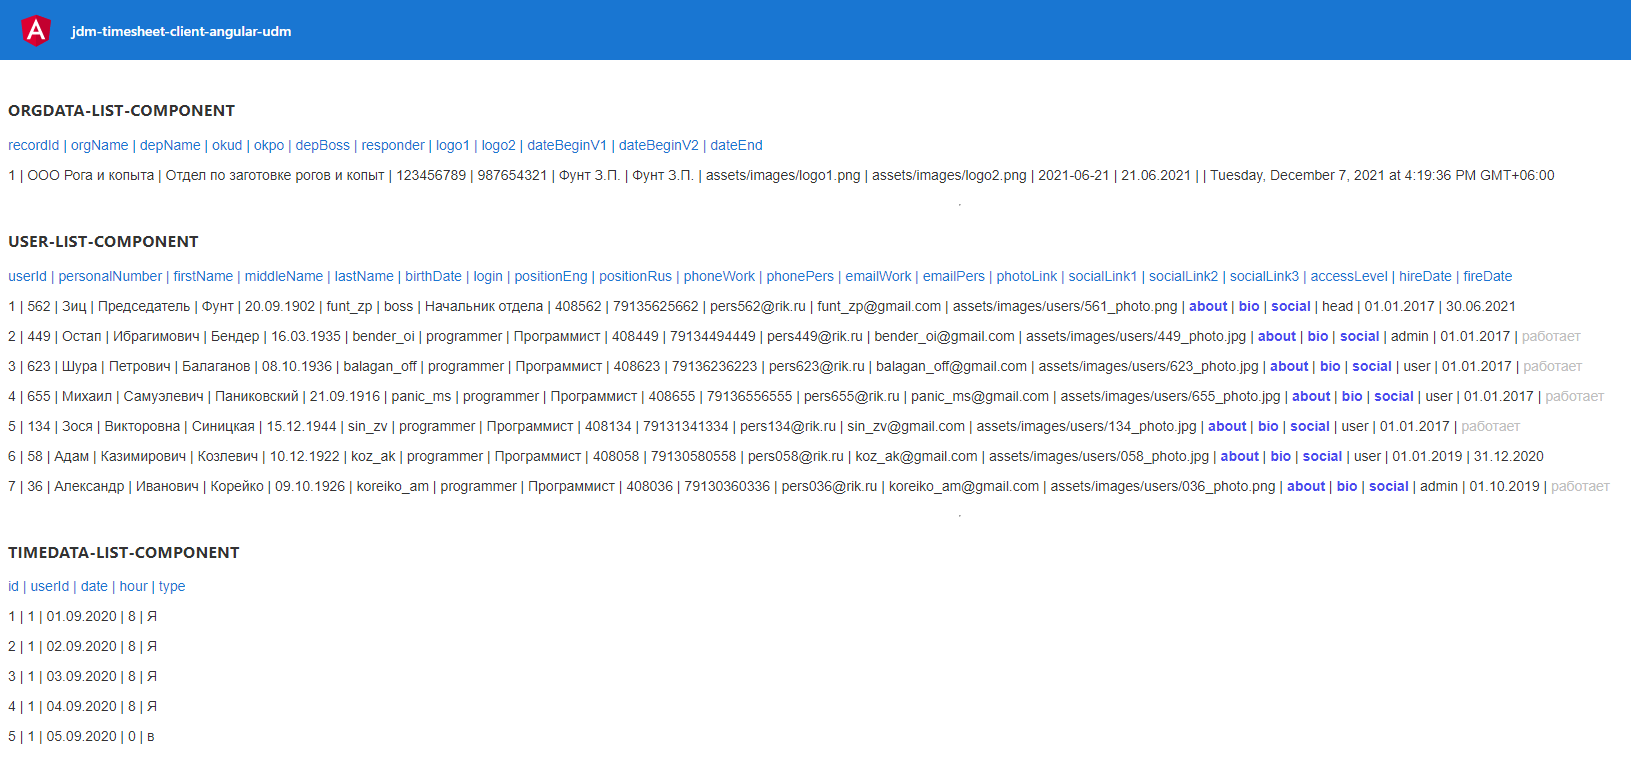 jdm-timesheet-client-angular-udm
ORGDATA-LIST-COMPONENT
recordId | orgName | depName | okud | okpo | depBoss | responder | logo1 | logo2 | dateBeginV1 | dateBeginV2 | dateEnd
1 | ООО Рога и копыта | Отдел по заготовке рогов и копыт | 123456789 | 987654321 | Фунт З.П. | Фунт З.П. | assets/images/logo1.png | assets/images/logo2.png | 2021-06-21 | 21.06.2021 | | Tuesday, December 7, 2021 at 4:19:36 PM GMT+06:00
USER-LIST-COMPONENT
userId | personalNumber | firstName | middleName | lastName | birthDate | login | positionEng | positionRus | phoneWork | phonePers | emailWork | emailPers | photoLink | socialLink1 | socialLink2 | socialLink3 | accessLevel | hireDate | fireDate
1 | 562 | Зиц | Председатель | Фунт | 20.09.1902 | funt_zp | boss | Начальник отдела | 408562 | 79135625662 | pers562@rik.ru | funt_zp@gmail.com | assets/images/users/561_photo.png | about | bio | social | head | 01.01.2017 | 30.06.2021
2 | 449 | Остап | Ибрагимович | Бендер | 16.03.1935 | bender_oi | programmer | Программист | 408449 | 79134494449 | pers449@rik.ru | bender_oi@gmail.com | assets/images/users/449_photo.jpg | about | bio | social | admin | 01.01.2017 | работает
3 | 623 | Шура | Петрович | Балаганов | 08.10.1936 | balagan_off | programmer | Программист | 408623 | 79136236223 | pers623@rik.ru | balagan_off@gmail.com | assets/images/users/623_photo.jpg | about | bio | social | user | 01.01.2017 | работает
4 | 655 | Михаил | Самуэлевич | Паниковский | 21.09.1916 | panic_ms | programmer | Программист | 408655 | 79136556555 | pers655@rik.ru | panic_ms@gmail.com | assets/images/users/655_photo.jpg | about | bio | social | user | 01.01.2017 | работает
5 | 134 | Зося | Викторовна | Синицкая | 15.12.1944 | sin_zv | programmer | Программист | 408134 | 79131341334 | pers134@rik.ru | sin_zv@gmail.com | assets/images/users/134_photo.jpg | about | bio | social | user | 01.01.2017 | работает
6 | 58 | Адам | Казимирович | Козлевич | 10.12.1922 | koz_ak | programmer | Программист | 408058 | 79130580558 | pers058@rik.ru | koz_ak@gmail.com | assets/images/users/058_photo.jpg | about | bio | social | user | 01.01.2019 | 31.12.2020
7 | 36 | Александр | Иванович | Корейко | 09.10.1926 | koreiko_am | programmer | Программист | 408036 | 79130360336 | pers036@rik.ru | koreiko_am@gmail.com | assets/images/users/036_photo.png | about | bio | social | admin | 01.10.2019 | работает
TIMEDATA-LIST-COMPONENT
id | userId | date | hour | type
1 | 1 | 01.09.2020 | 8 | Я
2 | 1 | 02.09.2020 | 8 | Я
3 | 1 | 03.09.2020 | 8 | Я
4 | 1 | 04.09.2020 | 8 | Я
5 | 1 | 05.09.2020 | 0 | в